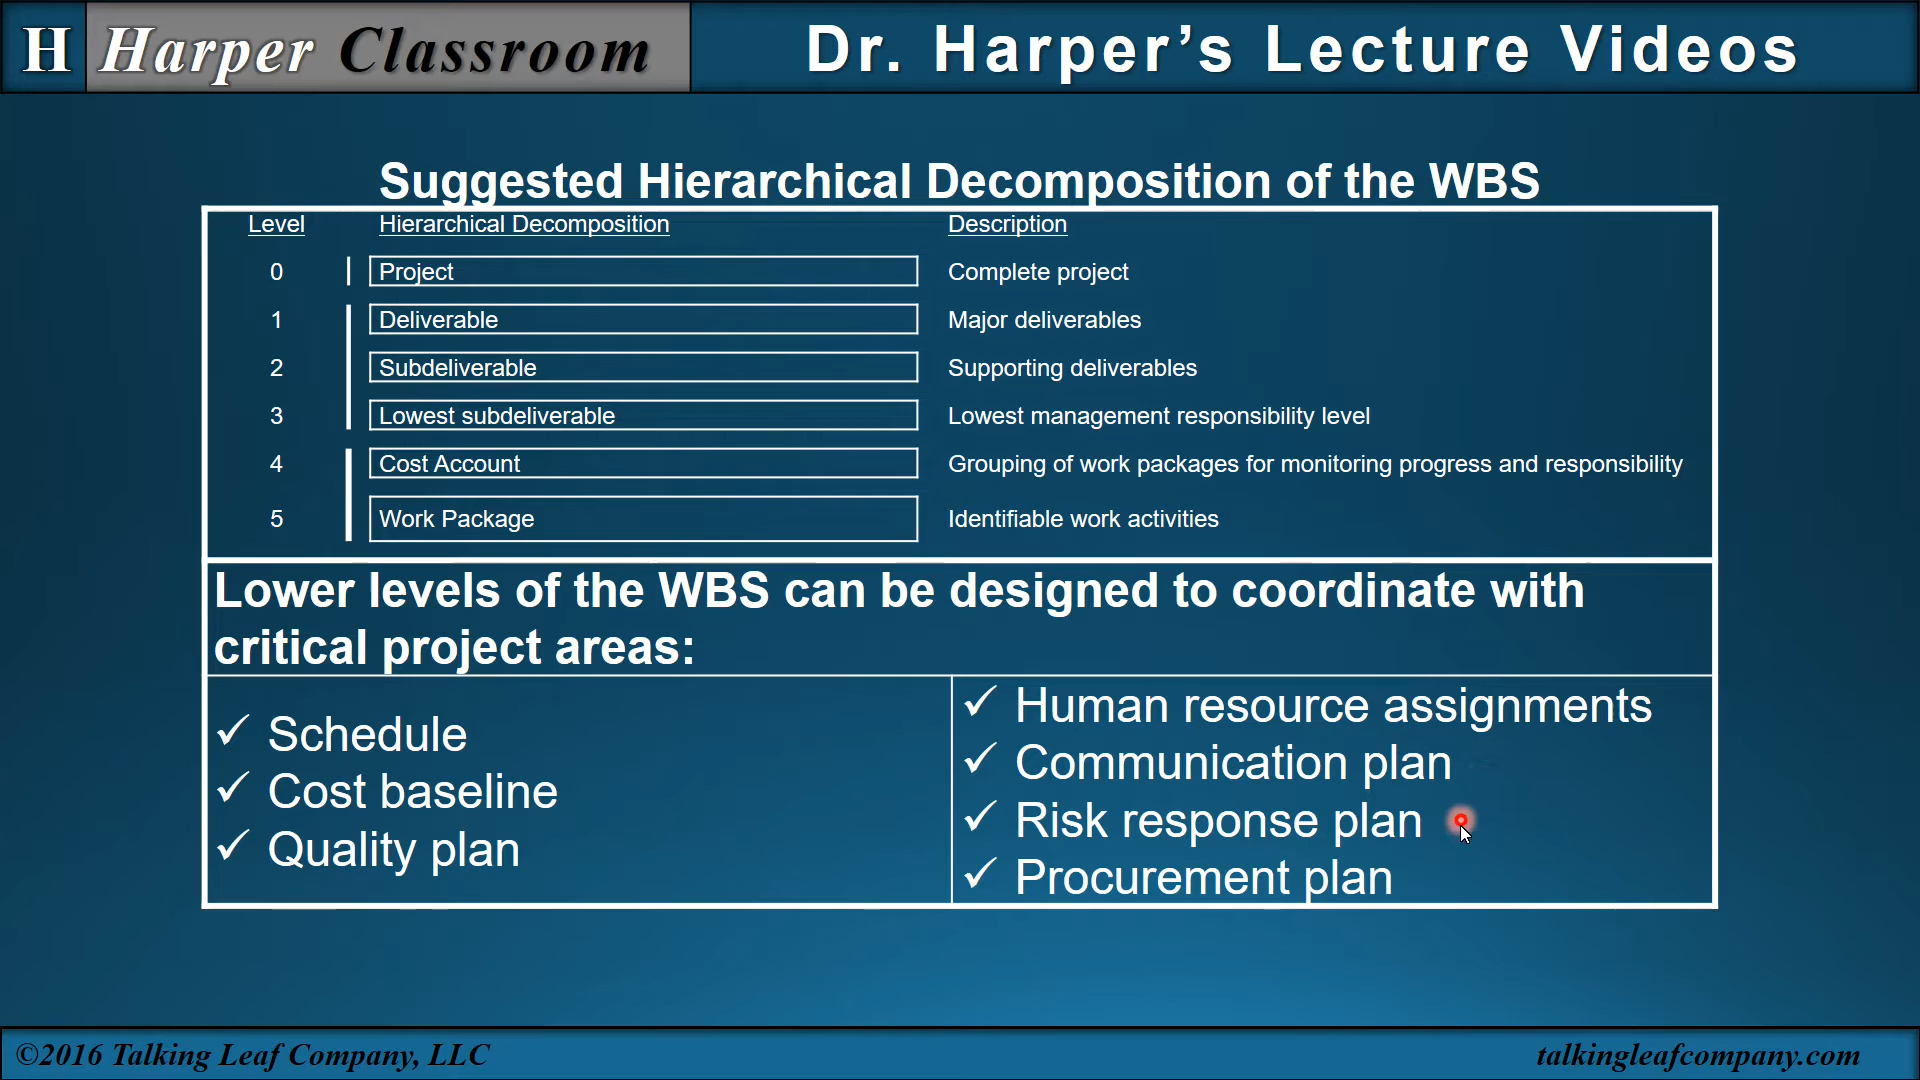 H Harper Classroom Dr. Harper’s Lecture Videos
Suggested Hierarchical Decomposition of the WBS
Level Hierarchical Decomposition Description
0 Project Complete project
1 Deliverable Major deliverables
2 Subdeliverable Supporting deliverables
3 Lowest subdeliverable Lowest management responsibility level
4 Cost Account Grouping of work packages for monitoring progress and responsibility
5 Work Package Identifiable work activities
Lower levels of the WBS can be designed to coordinate with
critical project areas:
✓ Schedule
✓ Cost baseline
✓ Quality plan
✓ Human resource assignments
✓ Communication plan
✓ Risk response plan
✓ Procurement plan
©2016 Talking Leaf Company, LLC talkingleafcompany.com